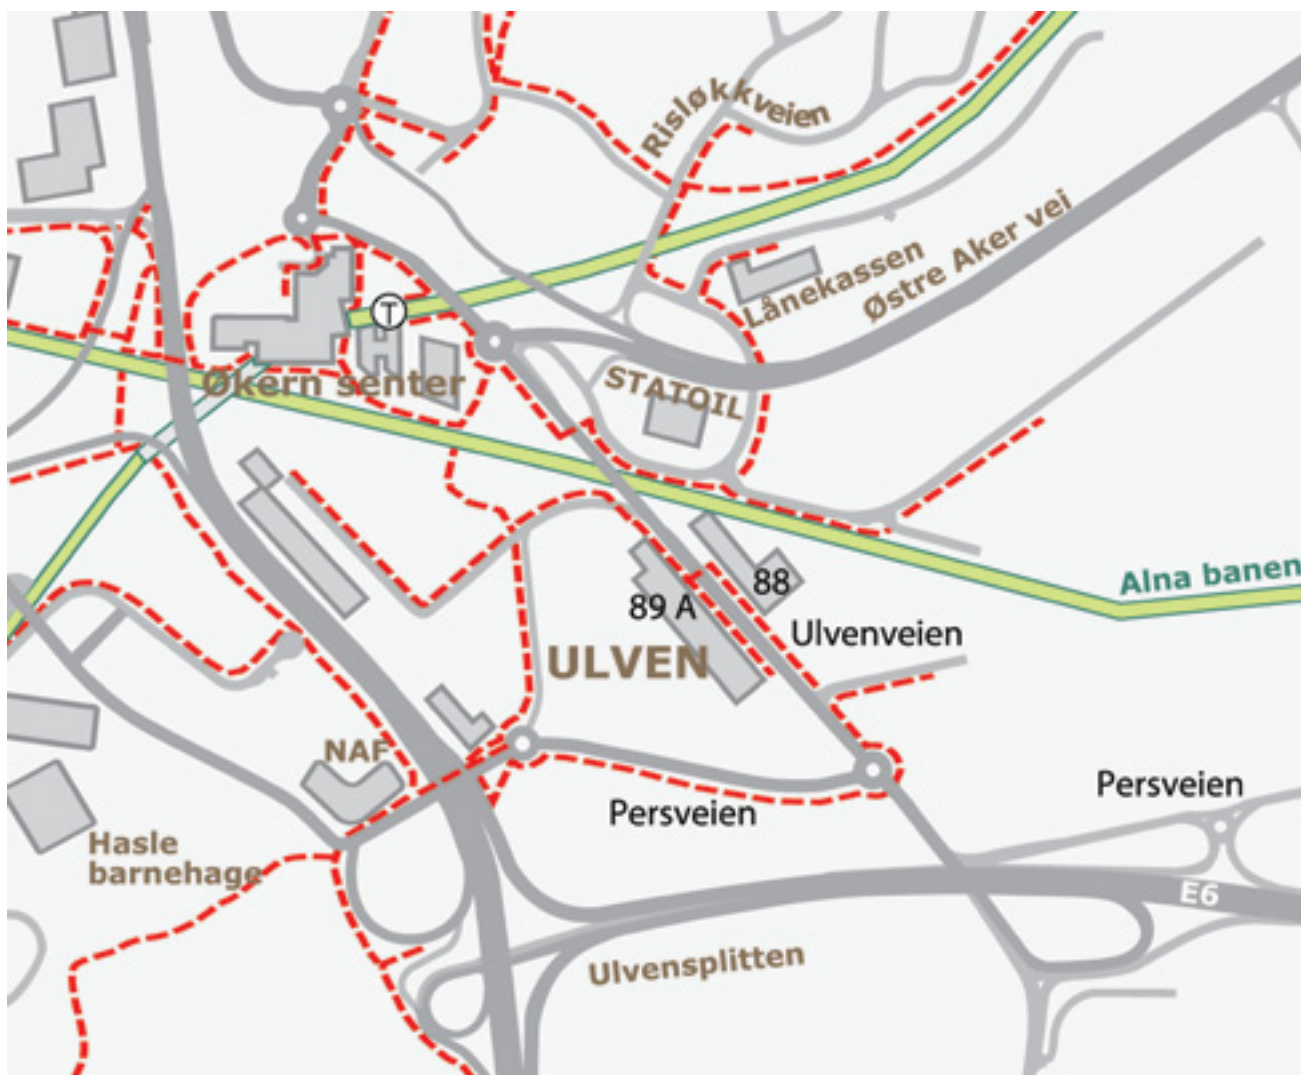 Risløkkveien
Lånekassen
Østre Aker vei
T
Økern senter
STATOIL
Alna banen
88
89 A
Ulvenveien
ULVEN
NAF
Persveien
Persveien
Hasle
barnehage
E6
Ulvensplitten